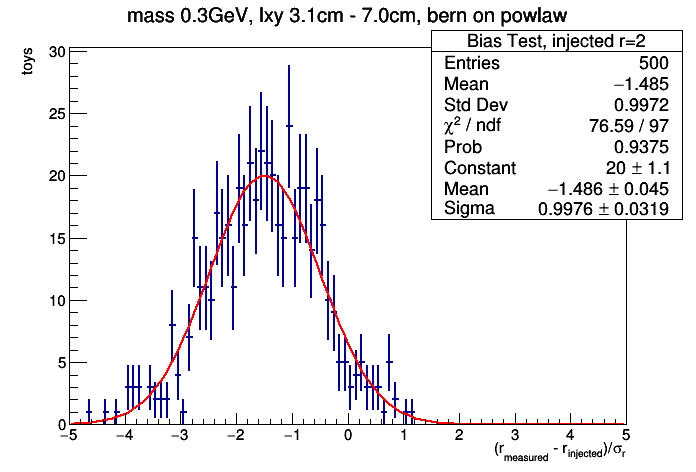 mass 0.3GeV, lxy 3.1cm - 7.0cm, bern on powlaw
Bias Test, injected r=2
Entries 500
Mean −1.485
Std Dev 0.9972
χ² / ndf 76.59 / 97
Prob 0.9375
Constant 20 ± 1.1
Mean −1.486 ± 0.045
Sigma 0.9976 ± 0.0319
toys
30
25
20
15
10
5
0
−5 −4 −3 −2 −1 0 1 2 3 4 5
(r_measured - r_injected)/σ_r